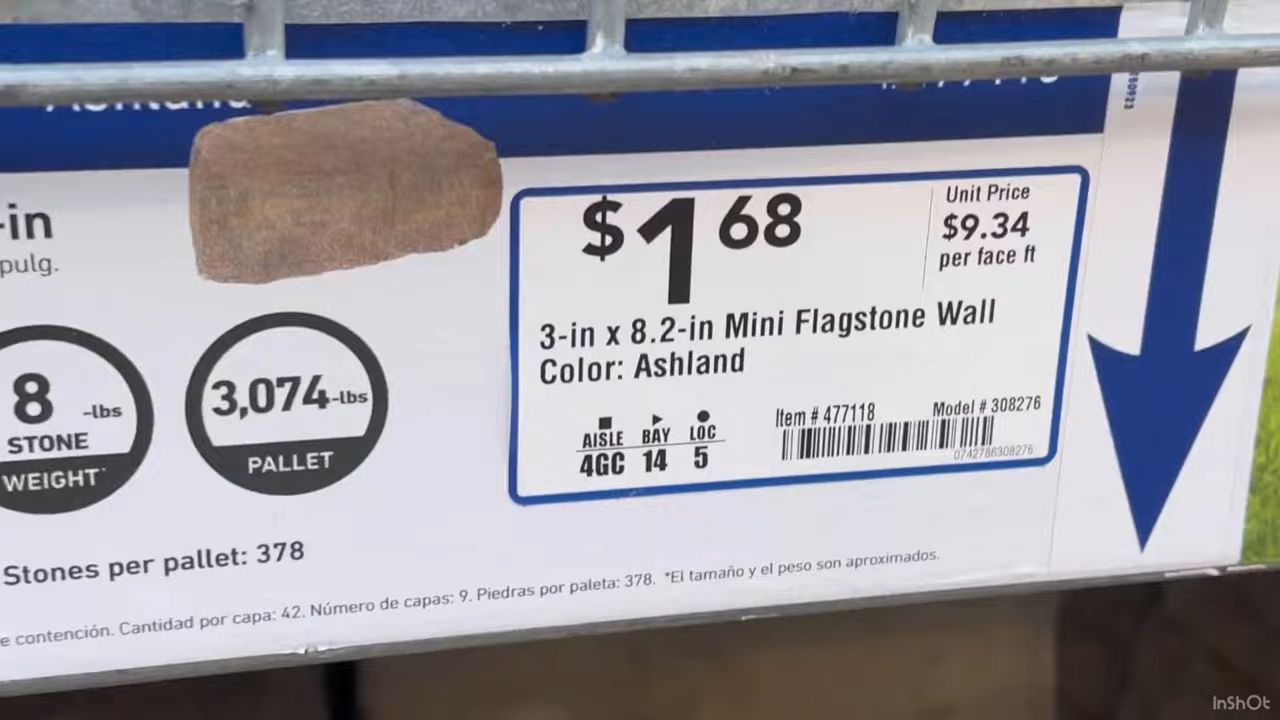 -in
pulg.
8 -lbs
STONE
WEIGHT*
3,074-lbs
PALLET
Stones per pallet: 378
e contención. Cantidad por capa: 42. Número de capas: 9. Piedras por paleta: 378. *El tamaño y el peso son aproximados.
$1 68
Unit Price
$9.34
per face ft
3-in x 8.2-in Mini Flagstone Wall
Color: Ashland
AISLE BAY LOC
4GC 14 5
Item # 477118 Model # 308276
0742786308276
InShOt